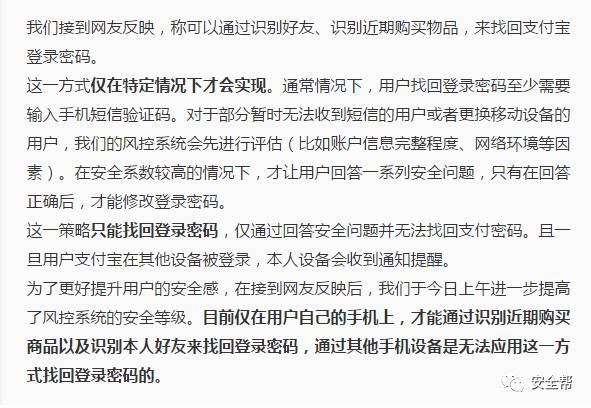 我们接到网友反映，称可以通过识别好友、识别近期购买物品，来找回支付宝
登录密码。
这一方式仅在特定情况下才会实现。通常情况下，用户找回登录密码至少需要
输入手机短信验证码。对于部分暂时无法收到短信的用户或者更换移动设备的
用户，我们的风控系统会先进行评估（比如账户信息完整程度、网络环境等因
素）。在安全系数较高的情况下，才让用户回答一系列安全问题，只有在回答
正确后，才能修改登录密码。
这一策略只能找回登录密码，仅通过回答安全问题并无法找回支付密码。且一
旦用户支付宝在其他设备被登录，本人设备会收到通知提醒。
为了更好提升用户的安全感，在接到网友反映后，我们于今日上午进一步提高
了风控系统的安全等级。目前仅在用户自己的手机上，才能通过识别近期购买
商品以及识别本人好友来找回登录密码，通过其他手机设备是无法应用这一方
式找回登录密码的。
安全帮